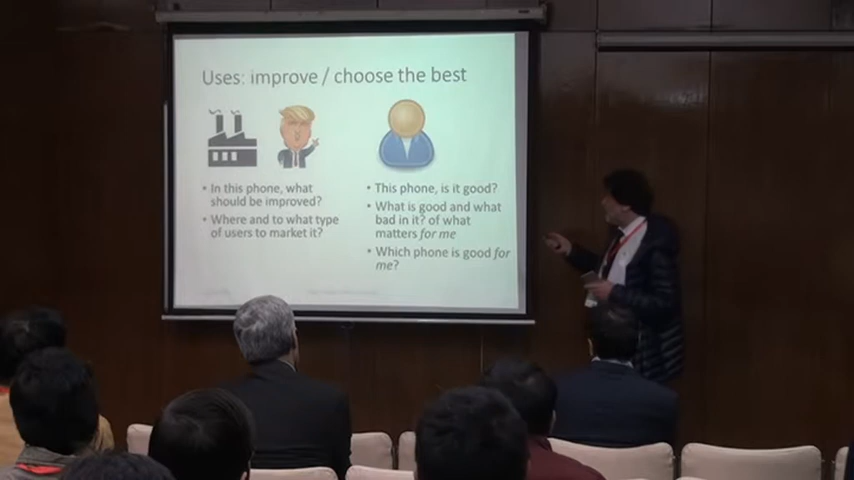 Uses: improve / choose the best
• In this phone, what
should be improved?
• Where and to what type
of users to market it?
• This phone, is it good?
• What is good and what
bad in it? of what
matters for me
• Which phone is good for
me?